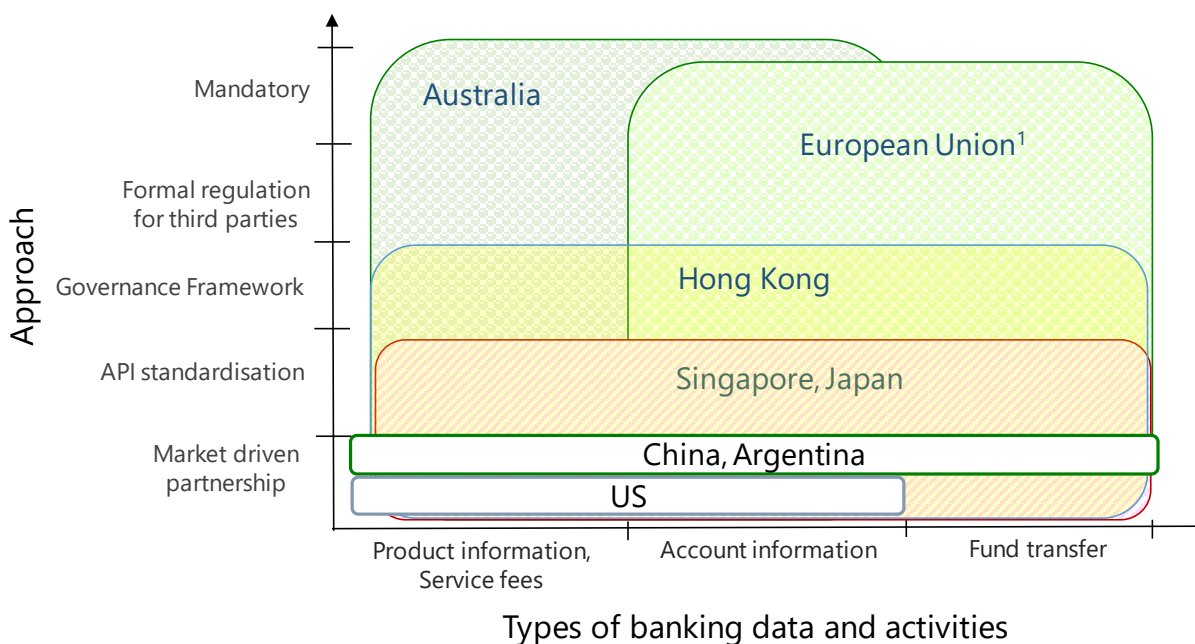 Mandatory
Australia
European Union¹
Formal regulation
for third parties
Approach
Governance Framework
Hong Kong
API standardisation
Singapore, Japan
Market driven
partnership
China, Argentina
US
Product information,
Service fees
Account information
Fund transfer
Types of banking data and activities